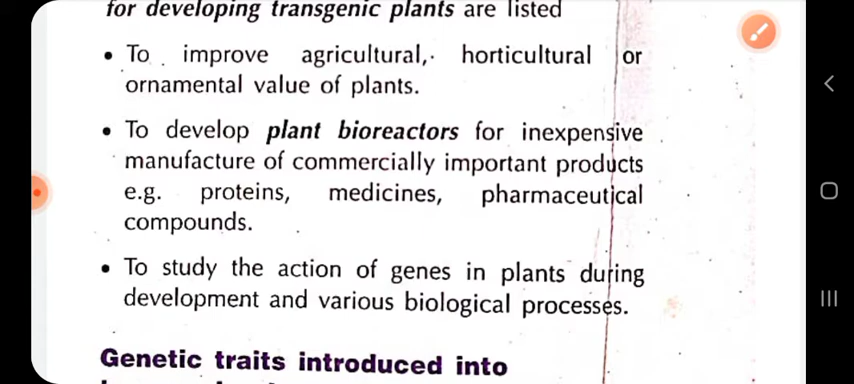 for developing transgenic plants are listed
• To improve agricultural, horticultural or
ornamental value of plants.
• To develop plant bioreactors for inexpensive
manufacture of commercially important products
e.g. proteins, medicines, pharmaceutical
compounds.
• To study the action of genes in plants during
development and various biological processes.
Genetic traits introduced into